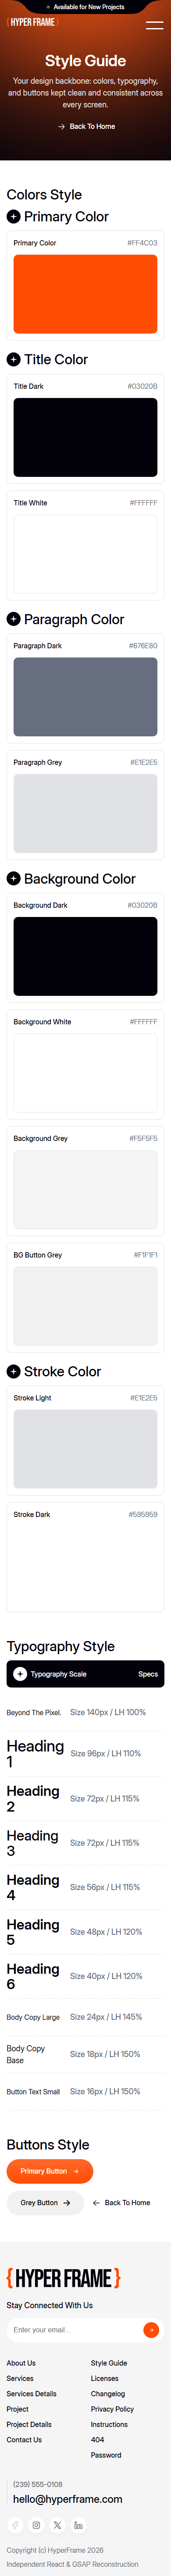 Available for New Projects
{ HYPER FRAME }
Style Guide
Your design backbone: colors, typography,
and buttons kept clean and consistent across
every screen.
Back To Home
Colors Style
Primary Color
Primary Color #FF4C03
Title Color
Title Dark #03020B
Title White #FFFFFF
Paragraph Color
Paragraph Dark #676E80
Paragraph Grey #E1E2E5
Background Color
Background Dark #03020B
Background White #FFFFFF
Background Grey #F5F5F5
BG Button Grey #F1F1F1
Stroke Color
Stroke Light #E1E2E5
Stroke Dark #595959
Typography Style
Typography Scale Specs
Beyond The Pixel. Size 140px / LH 100%
Heading
1
Size 96px / LH 110%
Heading
2
Size 72px / LH 115%
Heading
3
Size 72px / LH 115%
Heading
4
Size 56px / LH 115%
Heading
5
Size 48px / LH 120%
Heading
6
Size 40px / LH 120%
Body Copy Large Size 24px / LH 145%
Body Copy
Base
Size 18px / LH 150%
Button Text Small Size 16px / LH 150%
Buttons Style
Primary Button
Grey Button Back To Home
{ HYPER FRAME }
Stay Connected With Us
Enter your email...
About Us Style Guide
Services Licenses
Services Details Changelog
Project Privacy Policy
Project Details Instructions
Contact Us 404
Password
(239) 555-0108
hello@hyperframe.com
Copyright (c) HyperFrame 2026
Independent React & GSAP Reconstruction